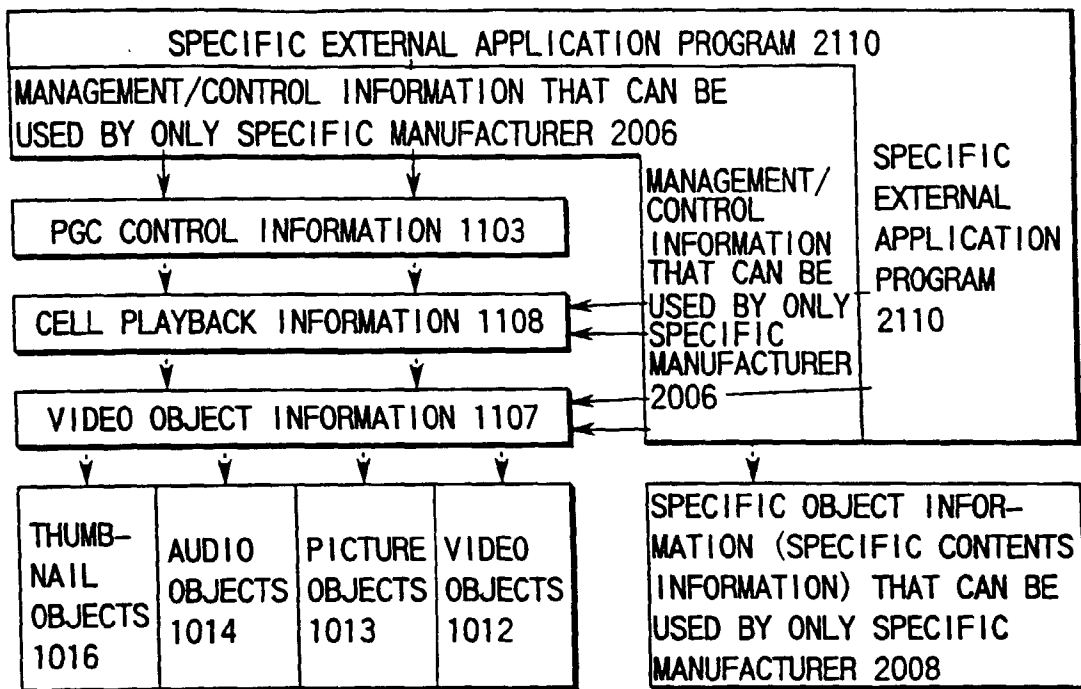 SPECIFIC EXTERNAL APPLICATION PROGRAM 2110
MANAGEMENT/CONTROL INFORMATION THAT CAN BE
USED BY ONLY SPECIFIC MANUFACTURER 2006
PGC CONTROL INFORMATION 1103
CELL PLAYBACK INFORMATION 1108
VIDEO OBJECT INFORMATION 1107
MANAGEMENT/
CONTROL
INFORMATION
THAT CAN BE
USED BY ONLY
SPECIFIC
MANUFACTURER
2006
SPECIFIC
EXTERNAL
APPLICATION
PROGRAM
2110
THUMB-
NAIL
OBJECTS
1016
AUDIO
OBJECTS
1014
PICTURE
OBJECTS
1013
VIDEO
OBJECTS
1012
SPECIFIC OBJECT INFOR-
MATION (SPECIFIC CONTENTS
INFORMATION) THAT CAN BE
USED BY ONLY SPECIFIC
MANUFACTURER 2008